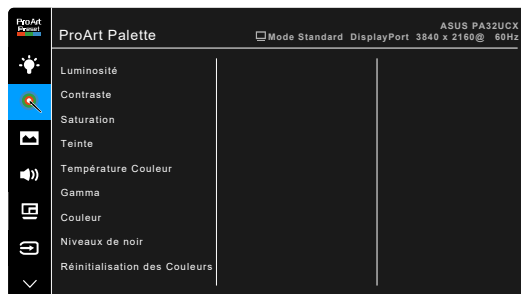 ProArt
Preset
ProArt Palette
ASUS PA32UCX
Mode Standard DisplayPort 3840 x 2160@ 60Hz
Luminosité
Contraste
Saturation
Teinte
Température Couleur
Gamma
Couleur
Niveaux de noir
Réinitialisation des Couleurs